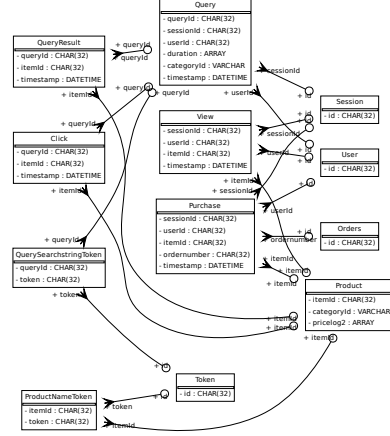 Query
- queryId : CHAR(32)
- sessionId : CHAR(32)
- userId : CHAR(32)
- duration : ARRAY
- categoryId : VARCHAR
- timestamp : DATETIME
QueryResult
- queryId : CHAR(32)
- itemId : CHAR(32)
- timestamp : DATETIME
+ queryId
queryId
+ itemId
+ queryId
+ queryId
sessionId
+ id
+ userId
Session
- id : CHAR(32)
View
- sessionId : CHAR(32)
- userId : CHAR(32)
- itemId : CHAR(32)
- timestamp : DATETIME
+ id
sessionId
+ id
userId
+ id
Click
- queryId : CHAR(32)
- itemId : CHAR(32)
- timestamp : DATETIME
User
- id : CHAR(32)
+ itemId
+ itemId
+ sessionId
+ id
Purchase
- sessionId : CHAR(32)
- userId : CHAR(32)
- itemId : CHAR(32)
- ordernumber : CHAR(32)
- timestamp : DATETIME
userId
+ id
ordernumber
Orders
- id : CHAR(32)
+ queryId
QuerySearchstringToken
- queryId : CHAR(32)
- token : CHAR(32)
+ itemId
+ itemId
+ itemId
+ token
Product
- itemId : CHAR(32)
- categoryId : VARCHAR
- pricelog2 : ARRAY
+ itemId
+ itemId
+ itemId
+ id
Token
- id : CHAR(32)
ProductNameToken
- itemId : CHAR(32)
- token : CHAR(32)
+ id
+ token
itemId